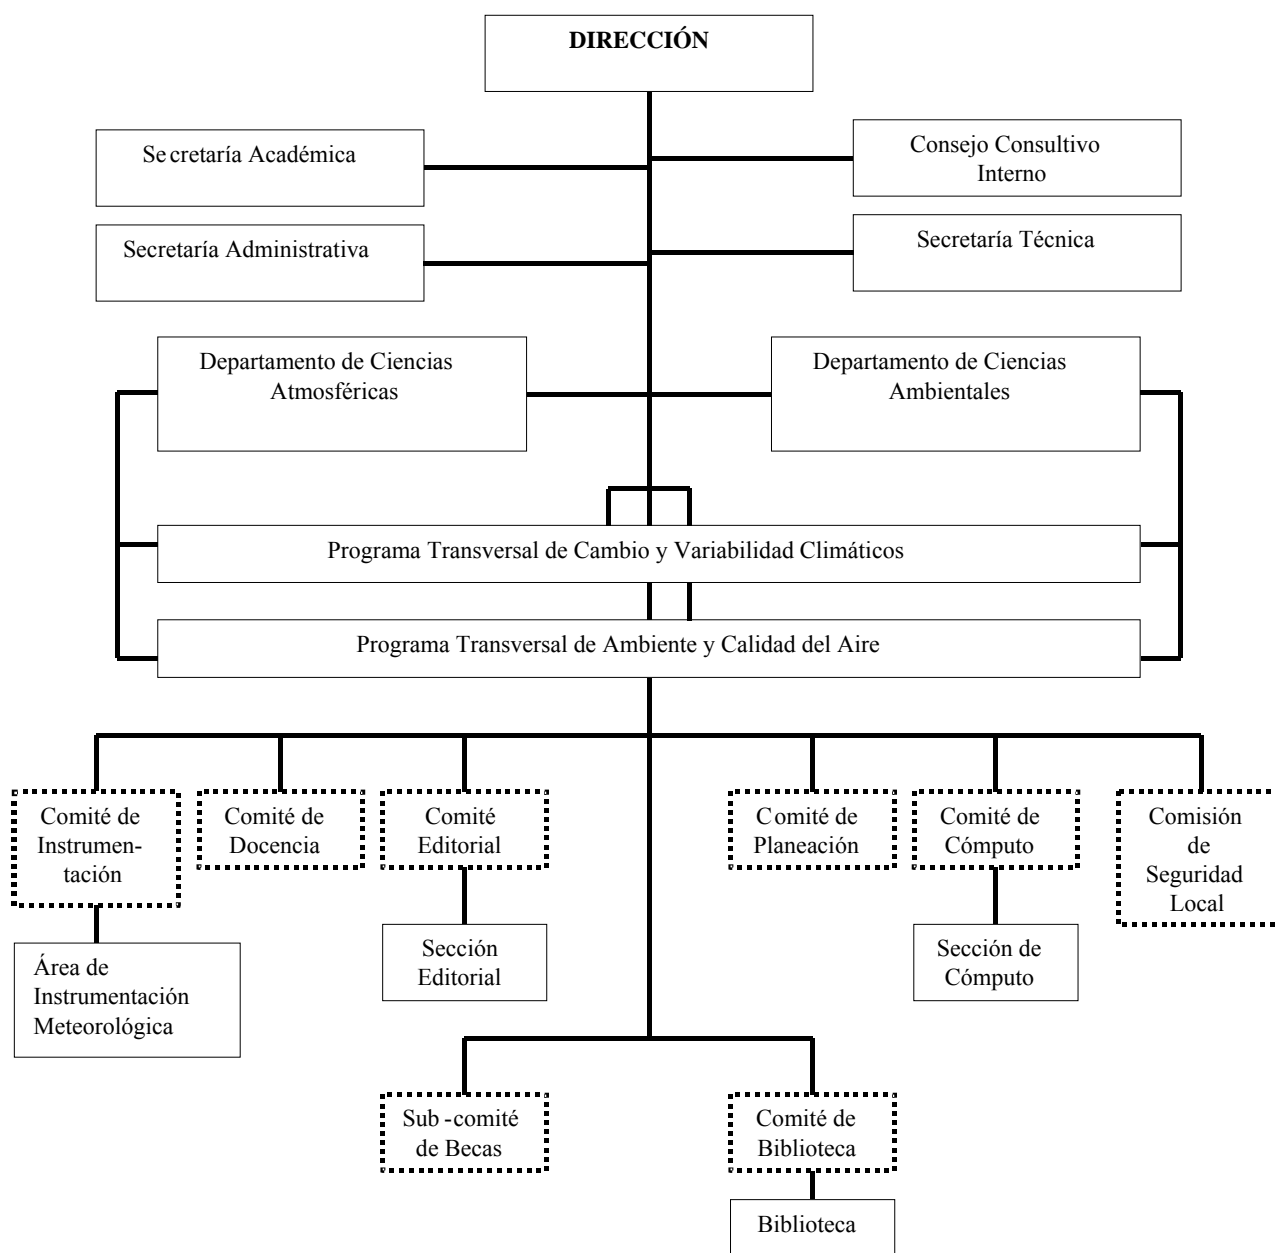 DIRECCIÓN
Secretaría Académica
Consejo Consultivo
Interno
Secretaría Administrativa
Secretaría Técnica
Departamento de Ciencias
Atmosféricas
Departamento de Ciencias
Ambientales
Programa Transversal de Cambio y Variabilidad Climáticos
Programa Transversal de Ambiente y Calidad del Aire
Comité de
Instrumen-
tación
Comité de
Docencia
Comité
Editorial
Comité de
Planeación
Comité de
Cómputo
Comisión
de
Seguridad
Local
Área de
Instrumentación
Meteorológica
Sección
Editorial
Sección de
Cómputo
Sub-comité
de Becas
Comité de
Biblioteca
Biblioteca